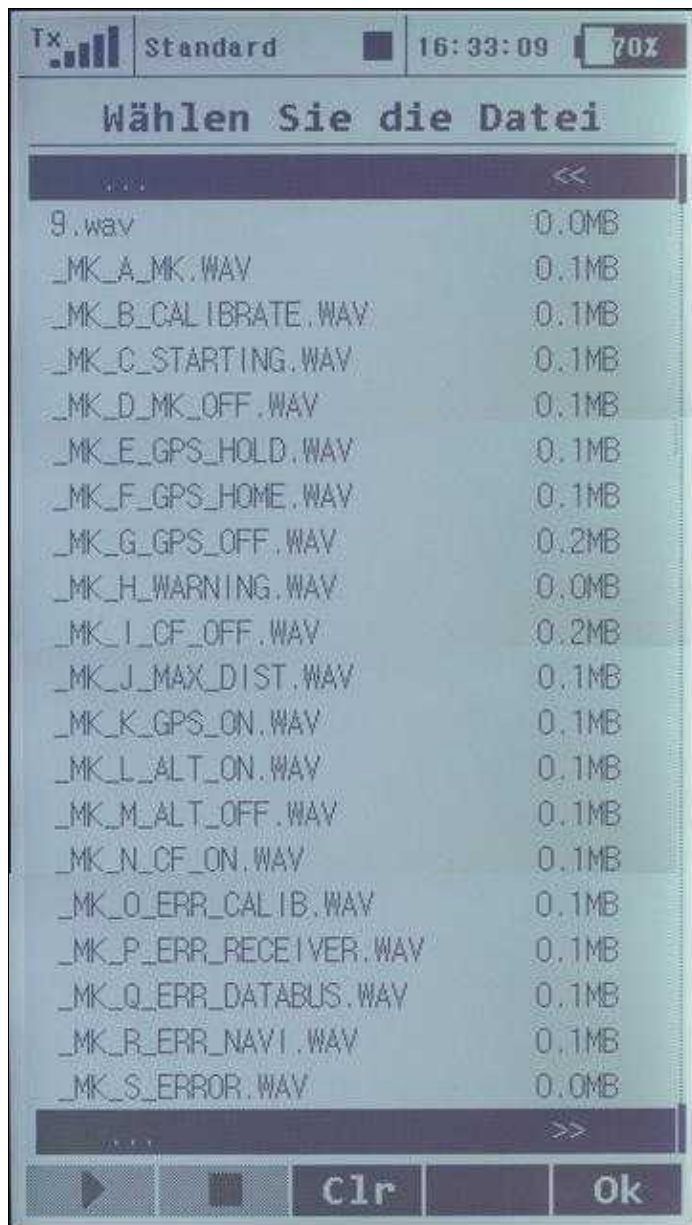 Tx Standard 16:33:09 70%
Wählen Sie die Datei
... <<
9.wav 0.0MB
_MK_A_MK.WAV 0.1MB
_MK_B_CALIBRATE.WAV 0.1MB
_MK_C_STARTING.WAV 0.1MB
_MK_D_MK_OFF.WAV 0.1MB
_MK_E_GPS_HOLD.WAV 0.1MB
_MK_F_GPS_HOME.WAV 0.1MB
_MK_G_GPS_OFF.WAV 0.2MB
_MK_H_WARNING.WAV 0.0MB
_MK_I_CF_OFF.WAV 0.2MB
_MK_J_MAX_DIST.WAV 0.1MB
_MK_K_GPS_ON.WAV 0.1MB
_MK_L_ALT_ON.WAV 0.1MB
_MK_M_ALT_OFF.WAV 0.1MB
_MK_N_CF_ON.WAV 0.1MB
_MK_O_ERR_CALIB.WAV 0.1MB
_MK_P_ERR_RECEIVER.WAV 0.1MB
_MK_Q_ERR_DATABUS.WAV 0.1MB
_MK_R_ERR_NAVI.WAV 0.1MB
_MK_S_ERROR.WAV 0.0MB
... >>
Clr Ok